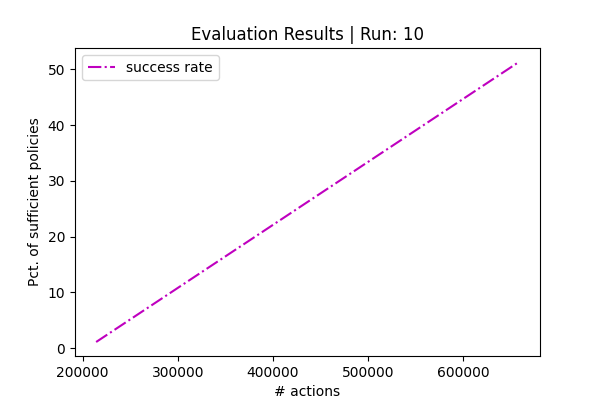 Evaluation Results | Run: 10
success rate
Pct. of sufficient policies
50
40
30
20
10
0
200000 300000 400000 500000 600000
# actions